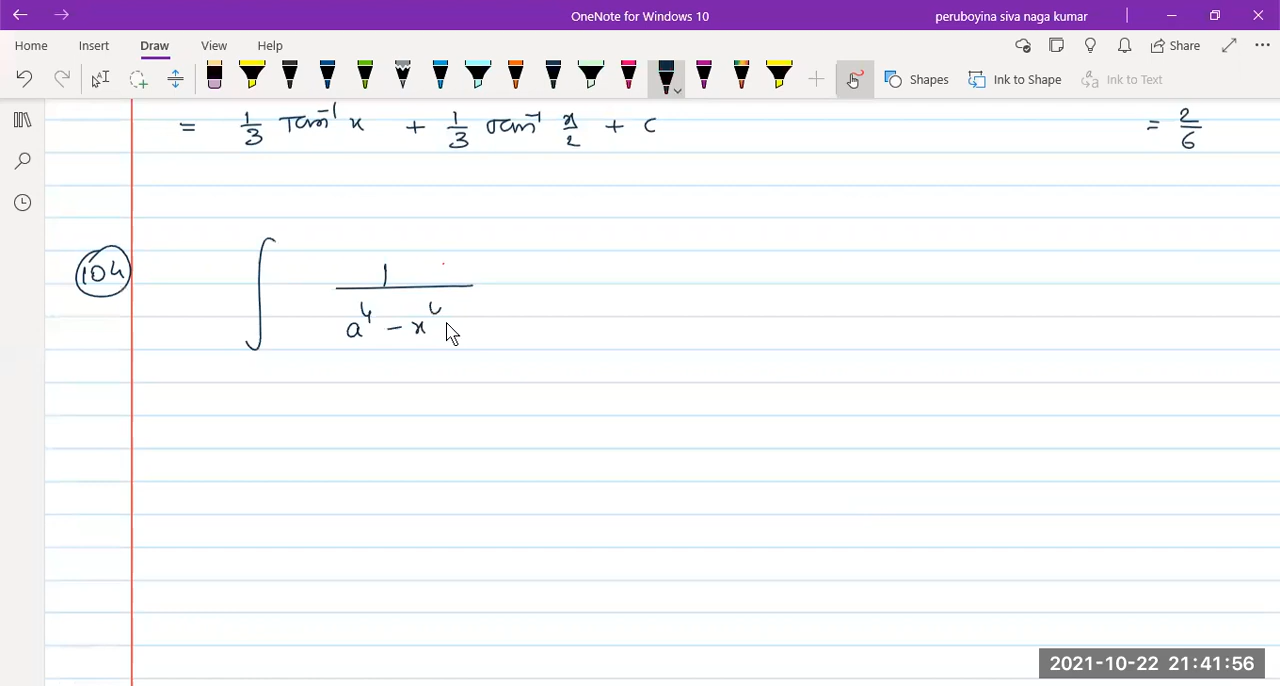 OneNote for Windows 10
peruboyina siva naga kumar
Home Insert Draw View Help
Share
Shapes
Ink to Shape
Ink to Text
= 1/3 Tan⁻¹ x + 1/3 Tan⁻¹ x/2 + c
= 2/6
104 ∫ 1/(a⁴ - x⁴
2021-10-22 21:41:56